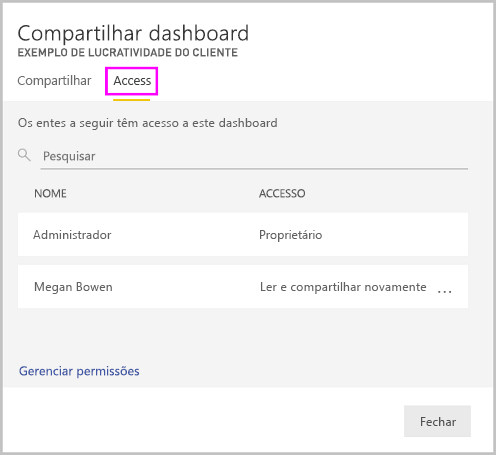 Compartilhar dashboard
EXEMPLO DE LUCRATIVIDADE DO CLIENTE
Compartilhar Access
Os entes a seguir têm acesso a este dashboard
Pesquisar
NOME ACCESSO
Administrador Proprietário
Megan Bowen Ler e compartilhar novamente ...
Gerenciar permissões
Fechar